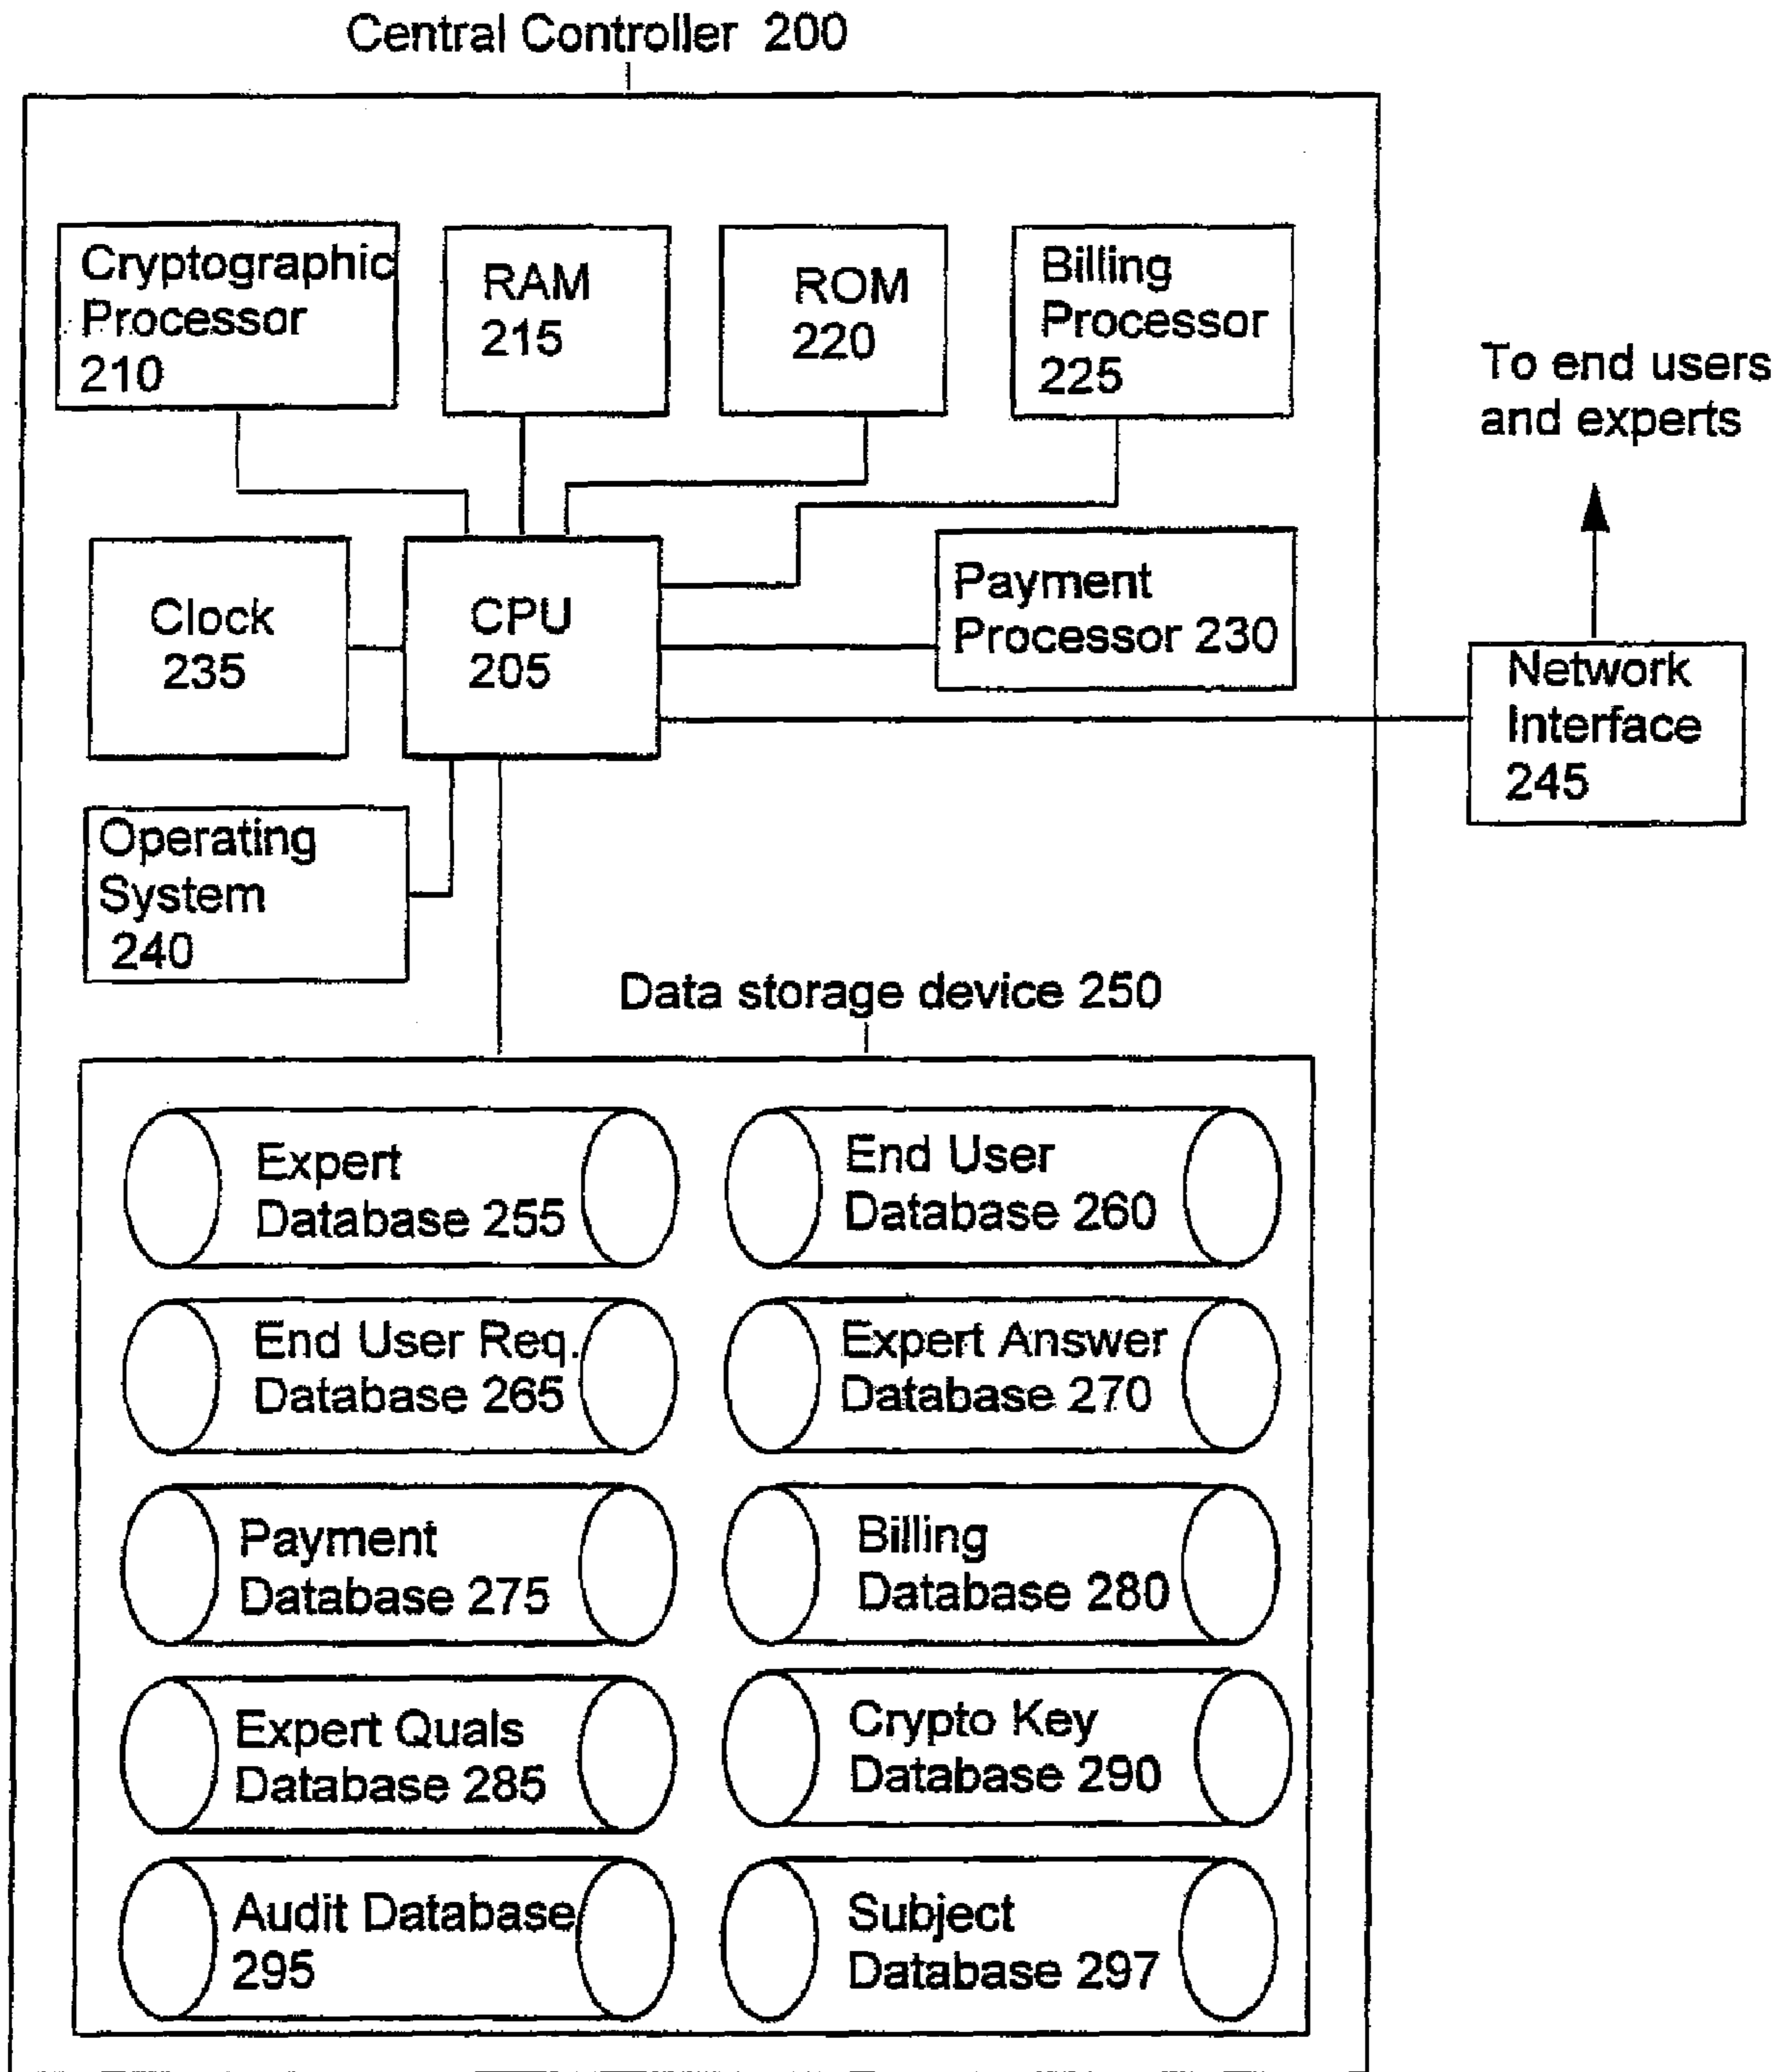 Central Controller 200
Cryptographic
Processor
210
RAM
215
ROM
220
Billing
Processor
225
To end users
and experts
Clock
235
CPU
205
Payment
Processor 230
Network
Interface
245
Operating
System
240
Data storage device 250
Expert
Database 255
End User
Database 260
End User Req.
Database 265
Expert Answer
Database 270
Payment
Database 275
Billing
Database 280
Expert Quals
Database 285
Crypto Key
Database 290
Audit Database
295
Subject
Database 297